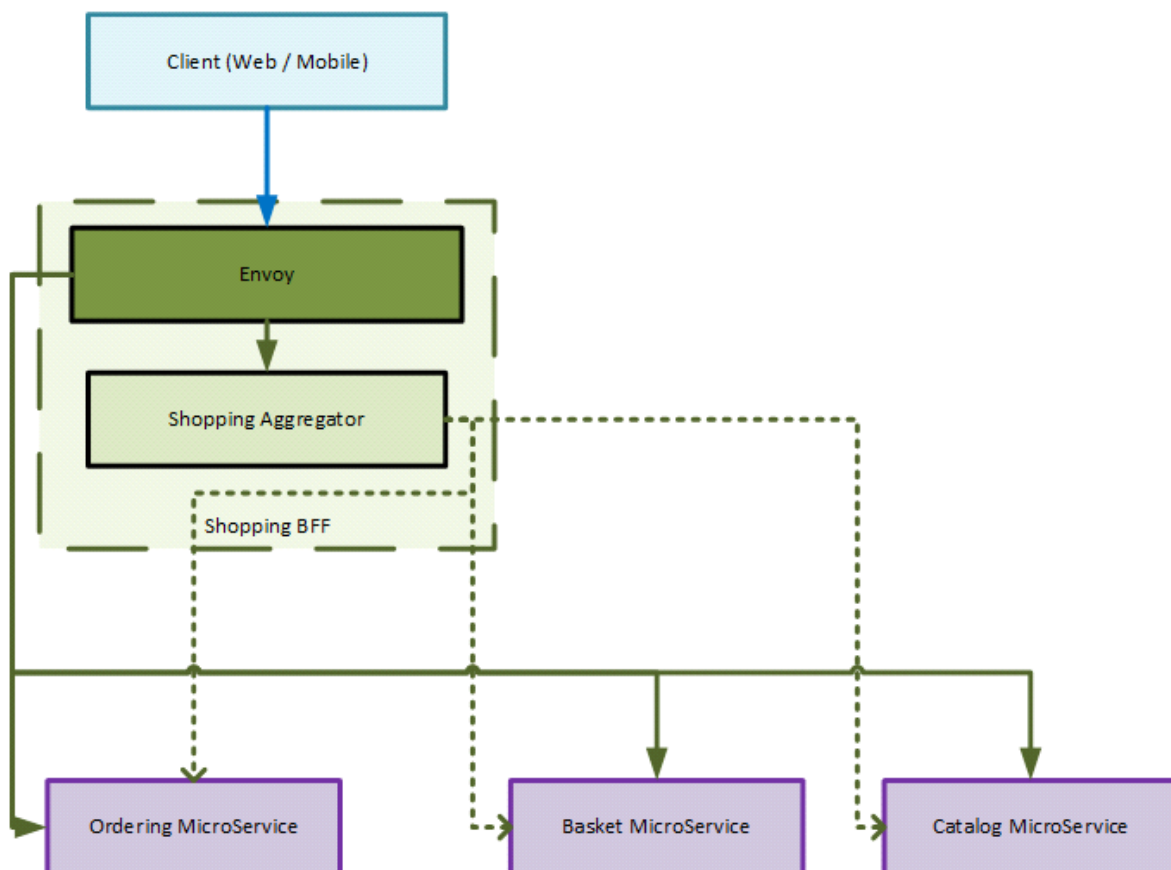 Client (Web / Mobile)
Envoy
Shopping Aggregator
Shopping BFF
Ordering MicroService
Basket MicroService
Catalog MicroService